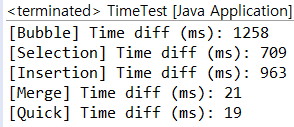 <terminated> TimeTest [Java Application]
[Bubble] Time diff (ms): 1258
[Selection] Time diff (ms): 709
[Insertion] Time diff (ms): 963
[Merge] Time diff (ms): 21
[Quick] Time diff (ms): 19